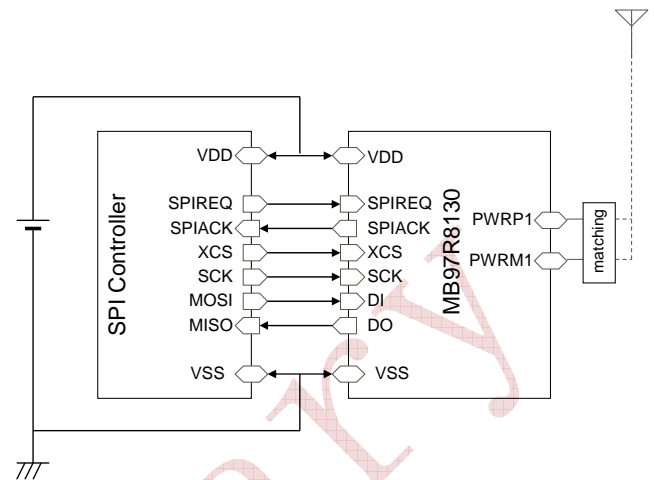 SPI Controller
VDD
SPIREQ
SPIACK
XCS
SCK
MOSI
MISO
VSS
VDD
SPIREQ
SPIACK
XCS
SCK
DI
DO
VSS
MB97R8130
PWRP1
PWRM1
matching
ary